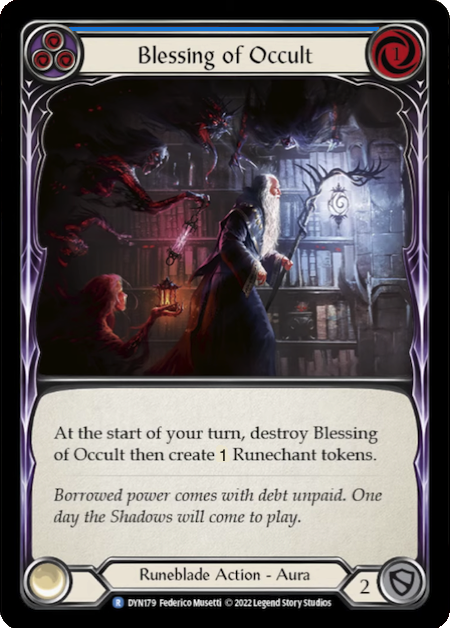 Blessing of Occult
1
At the start of your turn, destroy Blessing
of Occult then create 1 Runechant tokens.
Borrowed power comes with debt unpaid. One
day the Shadows will come to play.
Runeblade Action - Aura
2
R DYN179 Federico Musetti © 2022 Legend Story Studios